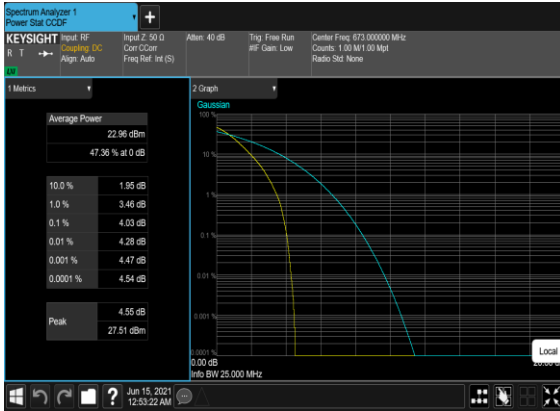 Spectrum Analyzer 1
Power Stat CCDF
KEYSIGHT
R T
LXI
Input: RF
Coupling: DC
Align: Auto
Input Z: 50 Ω
Corr CCorr
Freq Ref: Int (S)
Atten: 40 dB
Trig: Free Run
#IF Gain: Low
Center Freq: 673.000000 MHz
Counts: 1.00 M/1.00 Mpt
Radio Std: None
1 Metrics
Average Power
22.96 dBm
47.36 % at 0 dB
10.0 % 1.95 dB
1.0 % 3.46 dB
0.1 % 4.03 dB
0.01 % 4.28 dB
0.001 % 4.47 dB
0.0001 % 4.54 dB
Peak
4.55 dB
27.51 dBm
2 Graph
Gaussian
100 %
10 %
1 %
0.1 %
0.01 %
0.001 %
0.0001 %
0.00 dB
Info BW 25.000 MHz
Local
Jun 15, 2021
12:53:22 AM